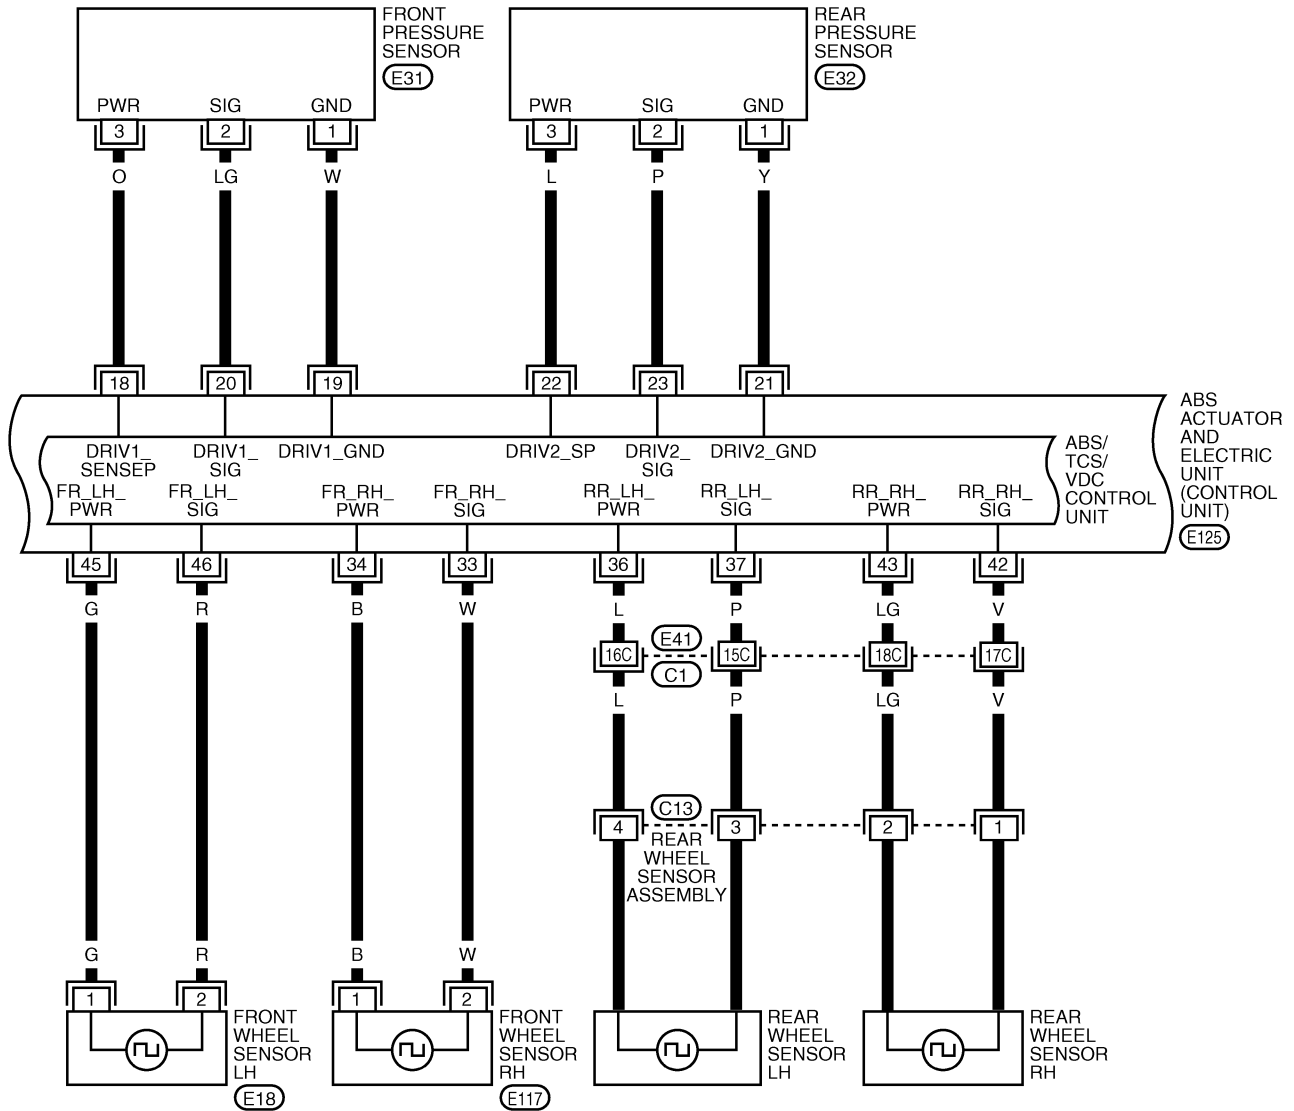 FRONT
PRESSURE
SENSOR
E31
REAR
PRESSURE
SENSOR
E32
PWR SIG GND
PWR SIG GND
3 2 1
3 2 1
O LG W
L P Y
18 20 19 22 23 21
ABS
ACTUATOR
AND
ELECTRIC
UNIT
(CONTROL
UNIT)
E125
ABS/
TCS/
VDC
CONTROL
UNIT
DRIV1_
SENSEP
DRIV1_
SIG
DRIV1_GND
DRIV2_SP
DRIV2_
SIG
DRIV2_GND
FR_LH_
PWR
FR_LH_
SIG
FR_RH_
PWR
FR_RH_
SIG
RR_LH_
PWR
RR_LH_
SIG
RR_RH_
PWR
RR_RH_
SIG
45 46 34 33 36 37 43 42
G R B W L P LG V
E41
16C 15C 18C 17C
C1
L P LG V
C13
4 3 2 1
REAR
WHEEL
SENSOR
ASSEMBLY
G R B W
1 2 1 2
FRONT
WHEEL
SENSOR
LH
E18
FRONT
WHEEL
SENSOR
RH
E117
REAR
WHEEL
SENSOR
LH
REAR
WHEEL
SENSOR
RH